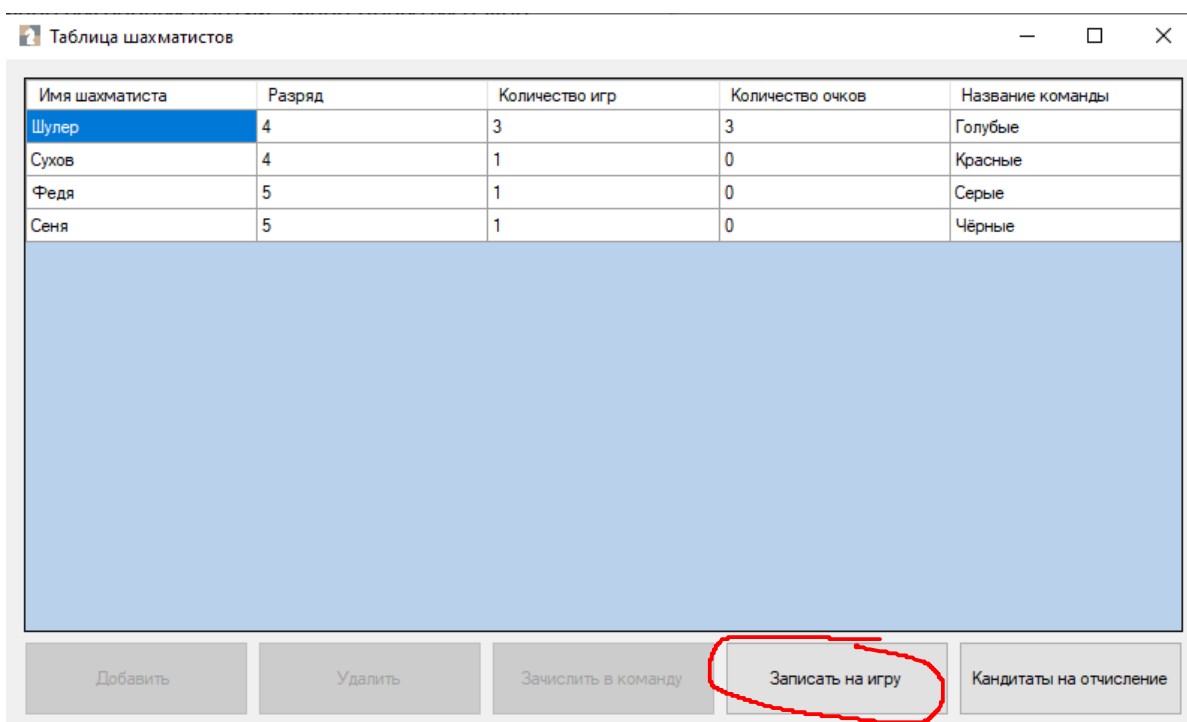 Таблица шахматистов
Имя шахматиста Разряд Количество игр Количество очков Название команды
Шулер 4 3 3 Голубые
Сухов 4 1 0 Красные
Федя 5 1 0 Серые
Сеня 5 1 0 Чёрные
Добавить Удалить Зачислить в команду Записать на игру Кандитаты на отчисление